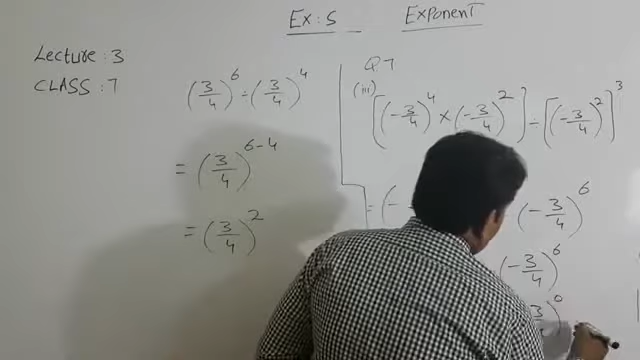 Ex: 5 Exponent
Lecture : 3
CLASS : 7
(3/4)^6 ÷ (3/4)^4
= (3/4)^(6-4)
= (3/4)^2
Q.7
(iii) [(-3/4)^4 × (-3/4)^2] ÷ [(-3/4)^2]^3
= (- (-3/4)^6
(-3/4)^6